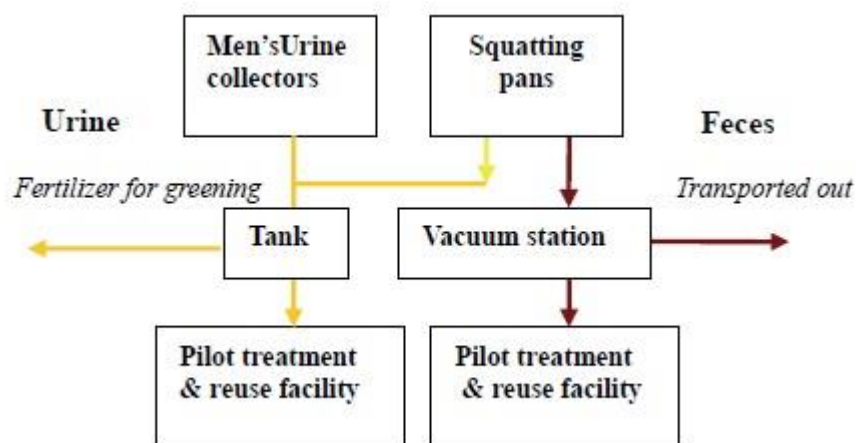 Men'sUrine
collectors
Squatting
pans
Urine
Feces
Fertilizer for greening
Transported out
Tank
Vacuum station
Pilot treatment
& reuse facility
Pilot treatment
& reuse facility